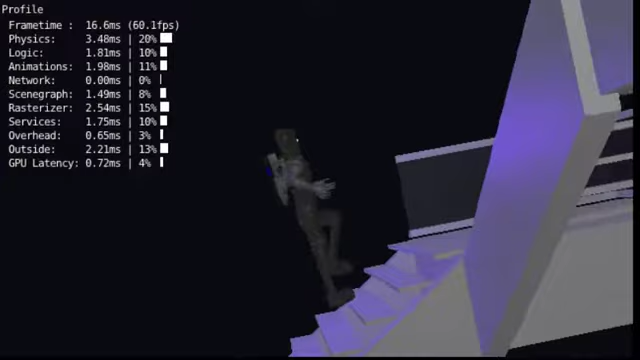 Profile
Frametime : 16.6ms (60.1fps)
Physics: 3.48ms | 20%
Logic: 1.81ms | 10%
Animations: 1.98ms | 11%
Network: 0.00ms | 0%
Scenegraph: 1.49ms | 8%
Rasterizer: 2.54ms | 15%
Services: 1.75ms | 10%
Overhead: 0.65ms | 3%
Outside: 2.21ms | 13%
GPU Latency: 0.72ms | 4%